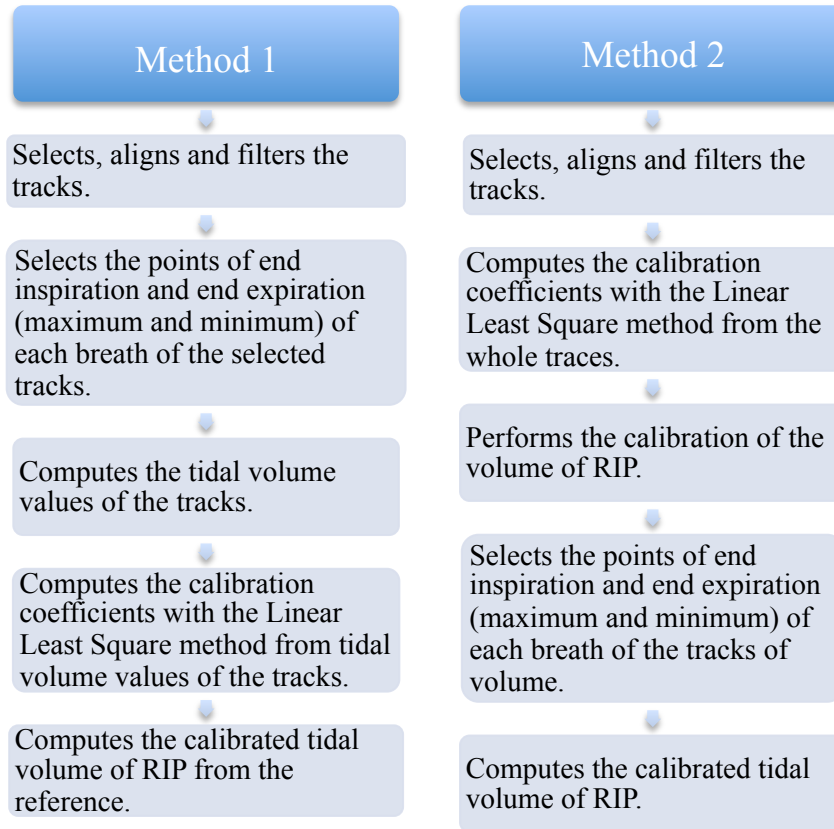 Method 1
Selects, aligns and filters the
tracks.
Selects the points of end
inspiration and end expiration
(maximum and minimum) of
each breath of the selected
tracks.
Computes the tidal volume
values of the tracks.
Computes the calibration
coefficients with the Linear
Least Square method from tidal
volume values of the tracks.
Computes the calibrated tidal
volume of RIP from the
reference.
Method 2
Selects, aligns and filters the
tracks.
Computes the calibration
coefficients with the Linear
Least Square method from the
whole traces.
Performs the calibration of the
volume of RIP.
Selects the points of end
inspiration and end expiration
(maximum and minimum) of
each breath of the tracks of
volume.
Computes the calibrated tidal
volume of RIP.